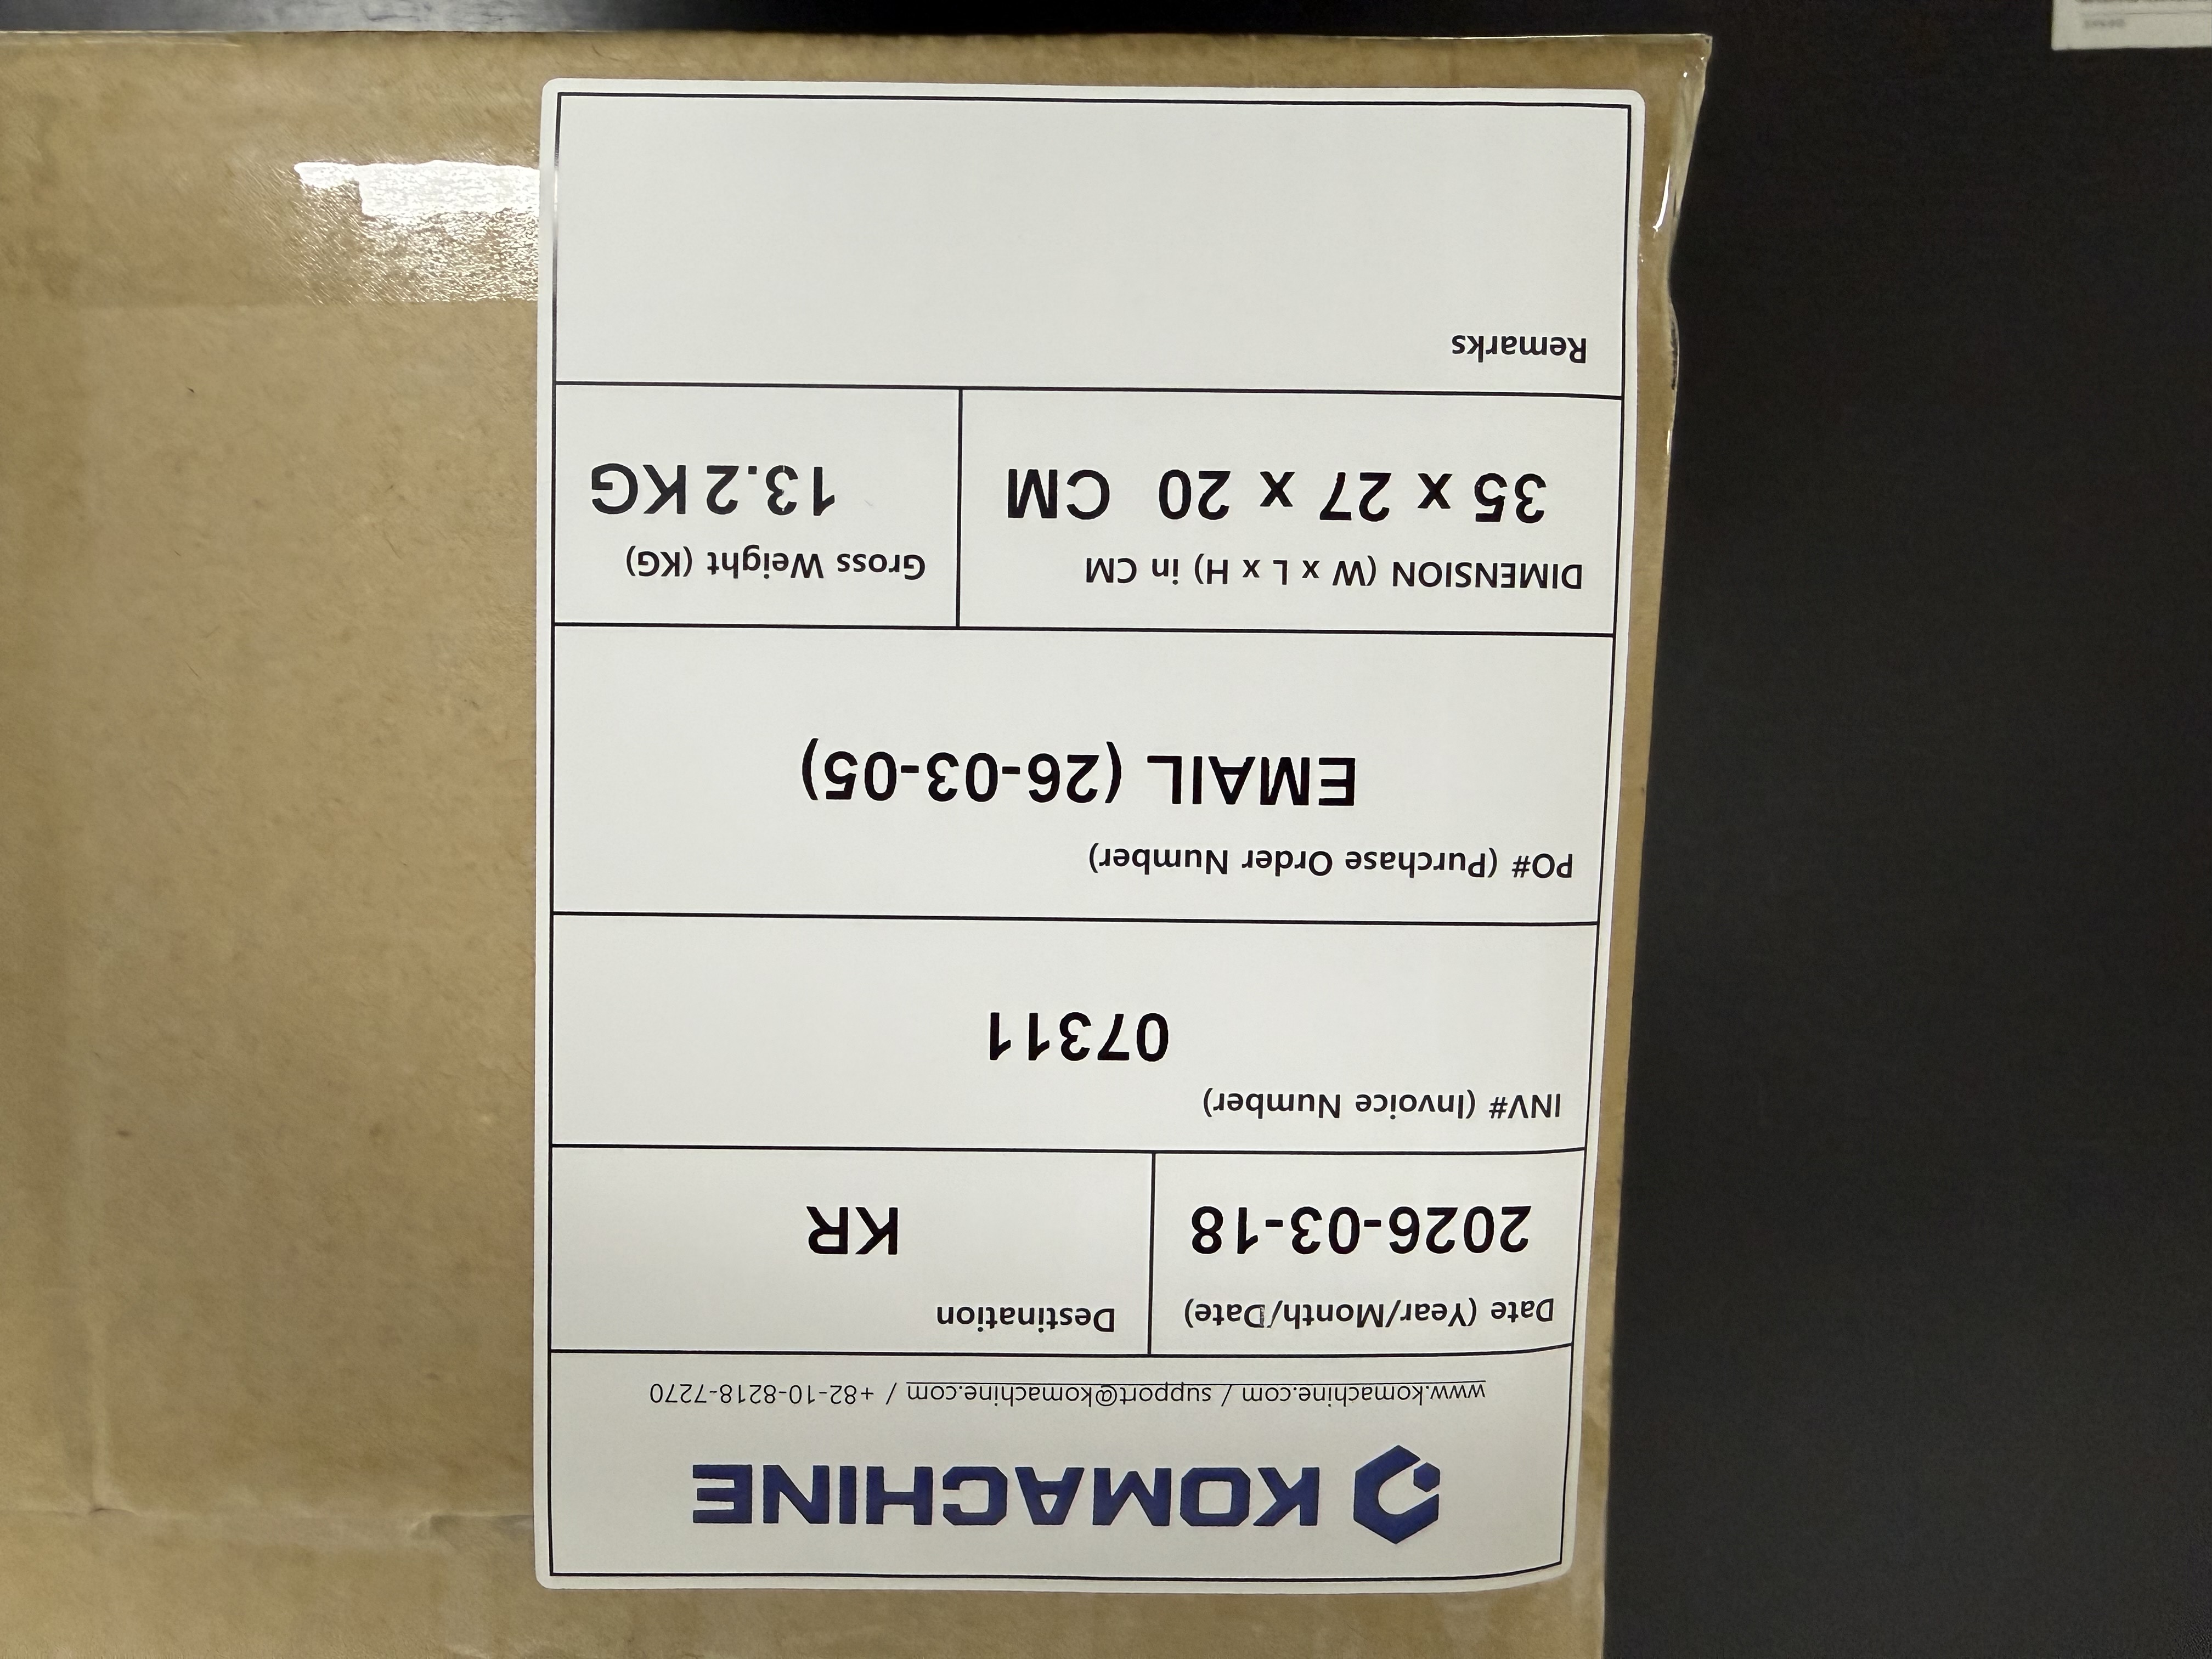 KOMACHINE
www.komachine.com / support@komachine.com / +82-10-8218-7270
Date (Year/Month/Date)
2026-03-18
Destination
KR
INV# (Invoice Number)
07311
PO# (Purchase Order Number)
EMAIL (26-03-05)
DIMENSION (W x L x H) in CM
35 x 27 x 20 CM
Gross Weight (KG)
13.2 KG
Remarks